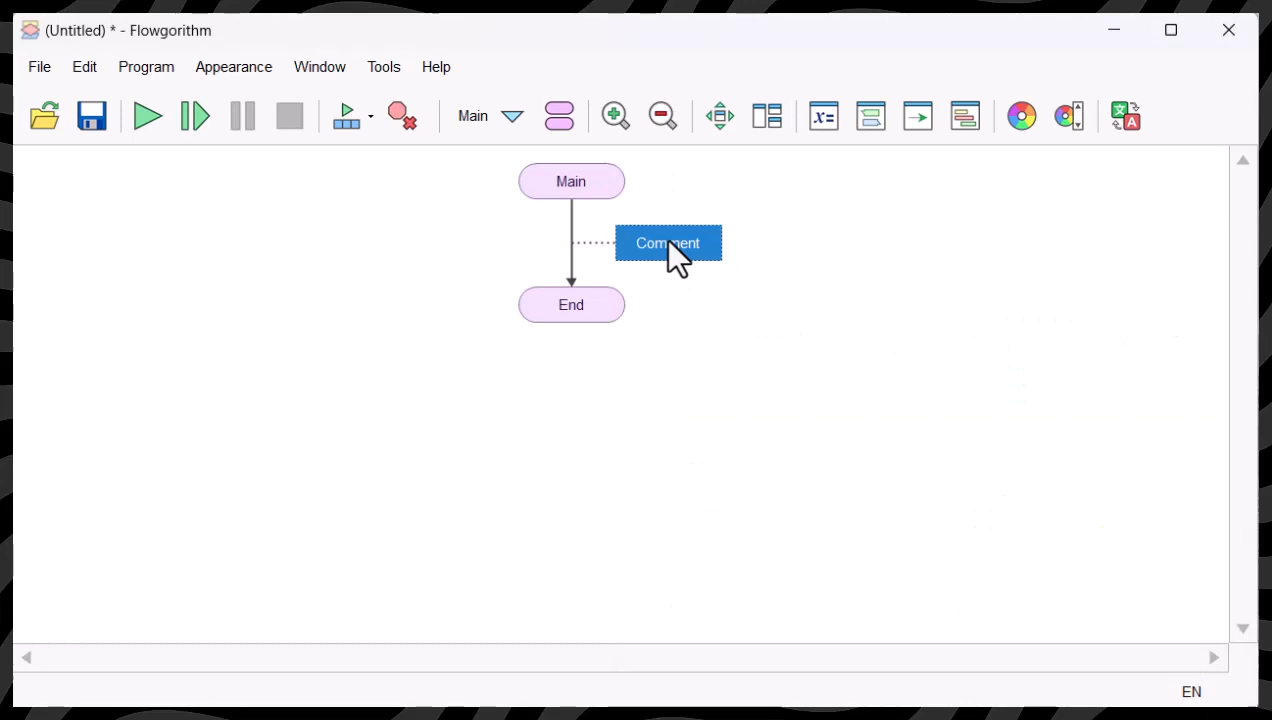 (Untitled) * - Flowgorithm
File Edit Program Appearance Window Tools Help
Main
x=
A
Main
Comment
End
EN